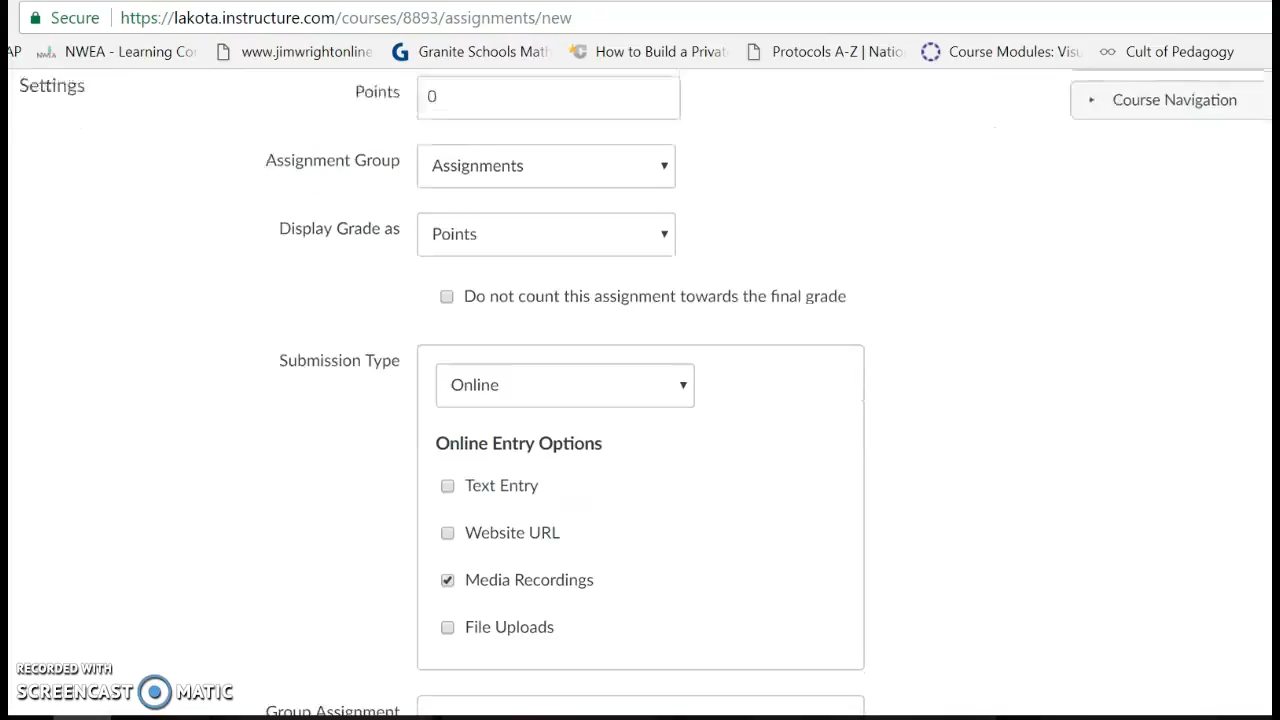 Secure https://lakota.instructure.com/courses/8893/assignments/new
AP NWEA - Learning Co www.jimwrightonline Granite Schools Math How to Build a Privat Protocols A-Z | Natio Course Modules: Visu Cult of Pedagogy
Settings
Points 0
Course Navigation
Assignment Group Assignments
Display Grade as Points
Do not count this assignment towards the final grade
Submission Type
Online
Online Entry Options
Text Entry
Website URL
Media Recordings
File Uploads
RECORDED WITH
SCREENCAST MATIC
Group Assignment